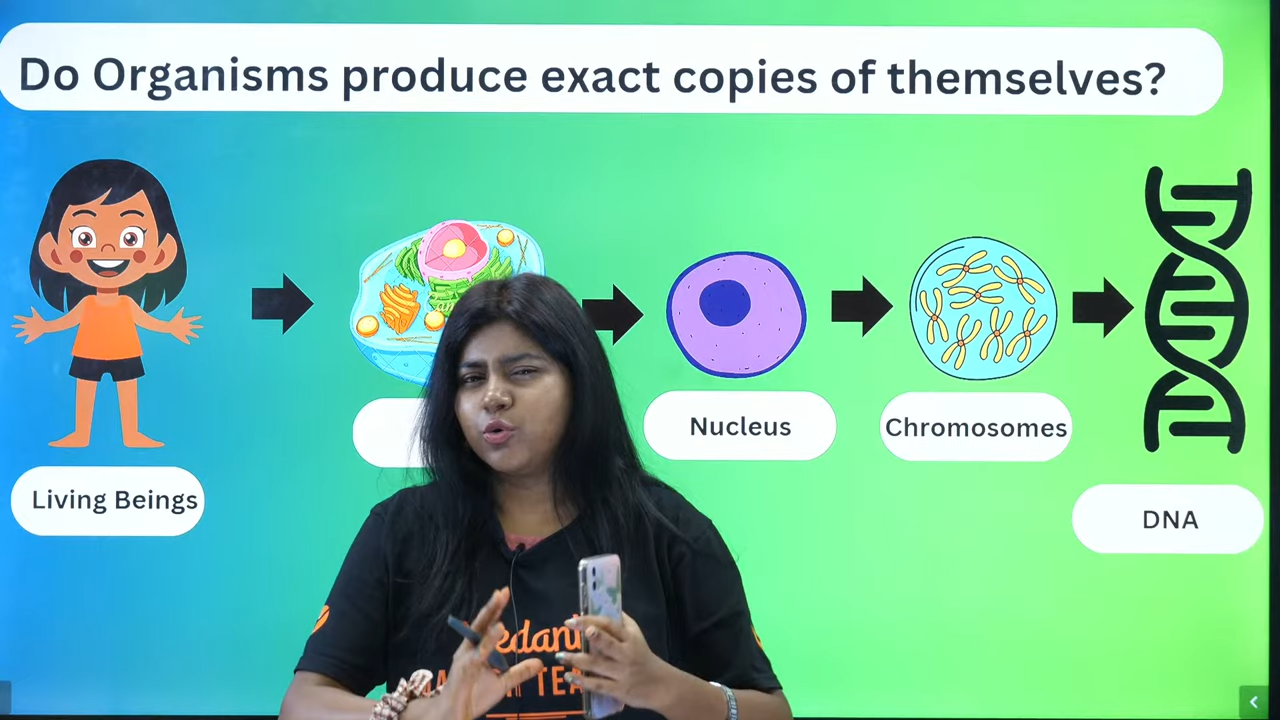 Do Organisms produce exact copies of themselves?
Nucleus
Chromosomes
Living Beings
DNA